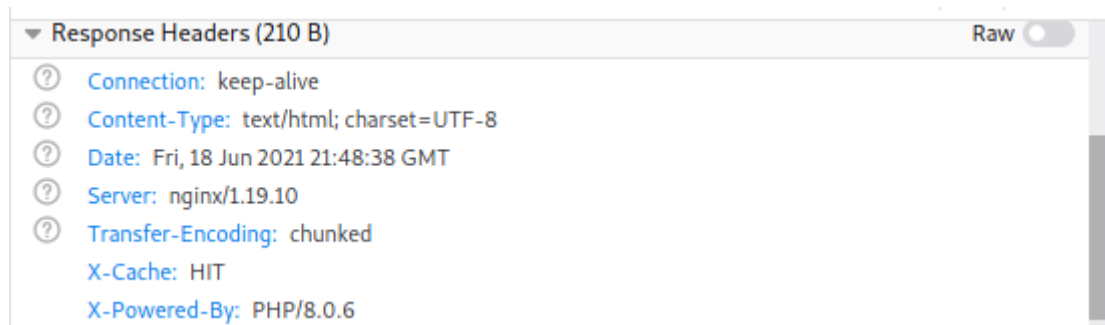 Response Headers (210 B) Raw
Connection: keep-alive
Content-Type: text/html; charset=UTF-8
Date: Fri, 18 Jun 2021 21:48:38 GMT
Server: nginx/1.19.10
Transfer-Encoding: chunked
X-Cache: HIT
X-Powered-By: PHP/8.0.6